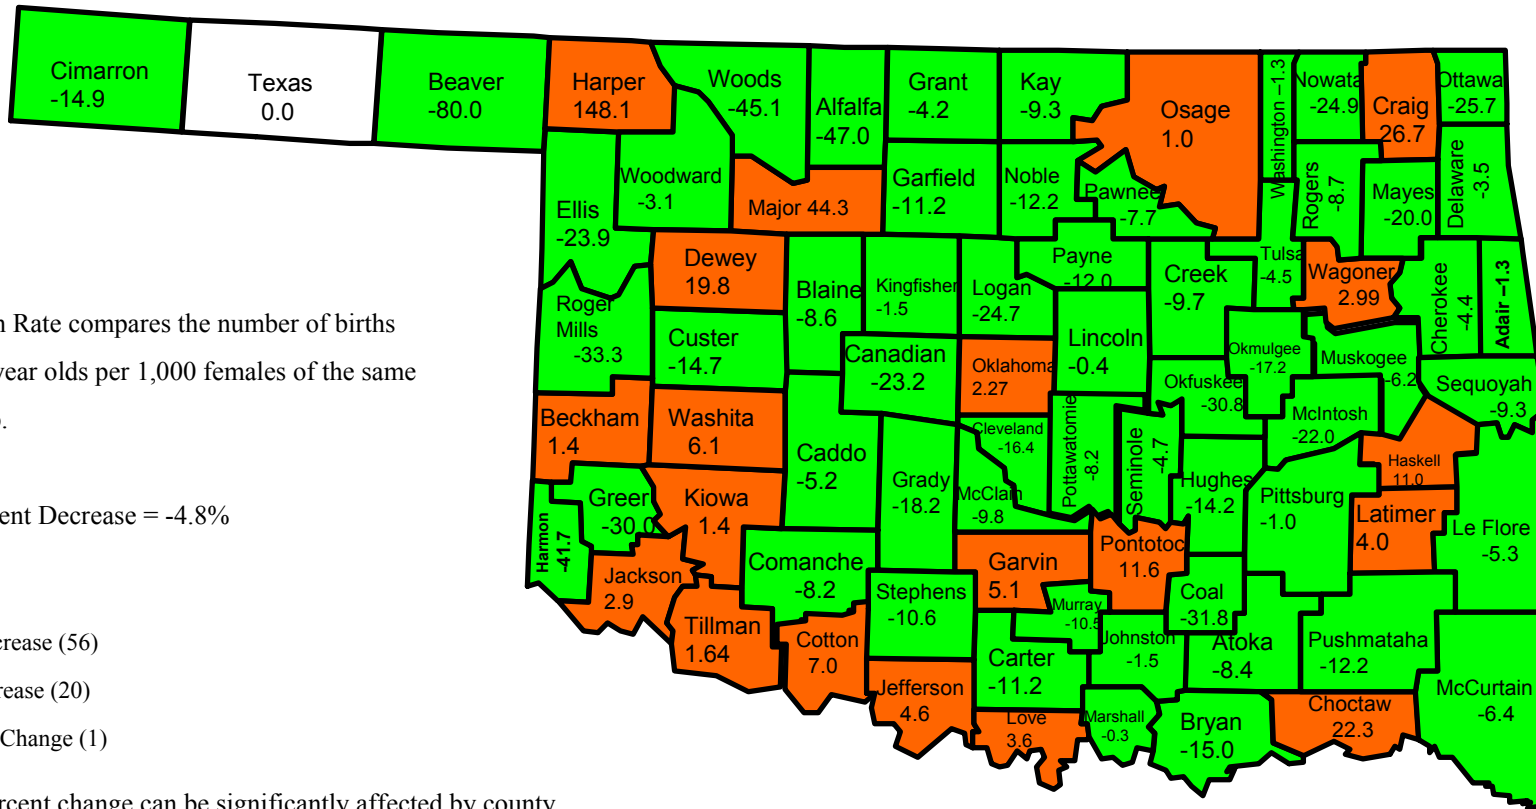 Cimarron
-14.9
Texas
0.0
Beaver
-80.0
Harper
148.1
Woods
-45.1
Alfalfa
-47.0
Grant
-4.2
Kay
-9.3
Osage
1.0
Washington –1.3
Nowata
-24.9
Craig
26.7
Ottawa
-25.7
Woodward
-3.1
Ellis
-23.9
Major 44.3
Garfield
-11.2
Noble
-12.2
Pawnee
-7.7
Rogers
-8.7
Mayes
-20.0
Delaware
-3.5
Dewey
19.8
Blaine
-8.6
Kingfisher
-1.5
Logan
-24.7
Payne
-12.0
Creek
-9.7
Tulsa
-4.5
Wagoner
2.99
Cherokee
-4.4
Adair –1.3
Roger
Mills
-33.3
Custer
-14.7
Canadian
-23.2
Oklahoma
2.27
Lincoln
-0.4
Okmulgee
-17.2
Muskogee
-6.2
Sequoyah
-9.3
Rate compares the number of births
year olds per 1,000 females of the same
Beckham
1.4
Washita
6.1
Caddo
-5.2
Grady
-18.2
Cleveland
-16.4
McClain
-9.8
Pottawatomie
-8.2
Seminole
-4.7
Okfuskee
-30.8
McIntosh
-22.0
Hughes
-14.2
Haskell
11.0
Pittsburg
-1.0
Latimer
4.0
Le Flore
-5.3
Decrease = -4.8%
Harmon
-41.7
Greer
-30.0
Kiowa
1.4
Jackson
2.9
Comanche
-8.2
Garvin
5.1
Pontotoc
11.6
Stephens
-10.6
Murray
-10.5
Coal
-31.8
Tillman
1.64
Cotton
7.0
Carter
-11.2
Johnston
-1.5
Atoka
-8.4
Pushmataha
-12.2
McCurtain
-6.4
Jefferson
4.6
Love
3.6
Marshall
-0.3
Bryan
-15.0
Choctaw
22.3
crease (56)
rease (20)
Change (1)
rcent change can be significantly affected by county